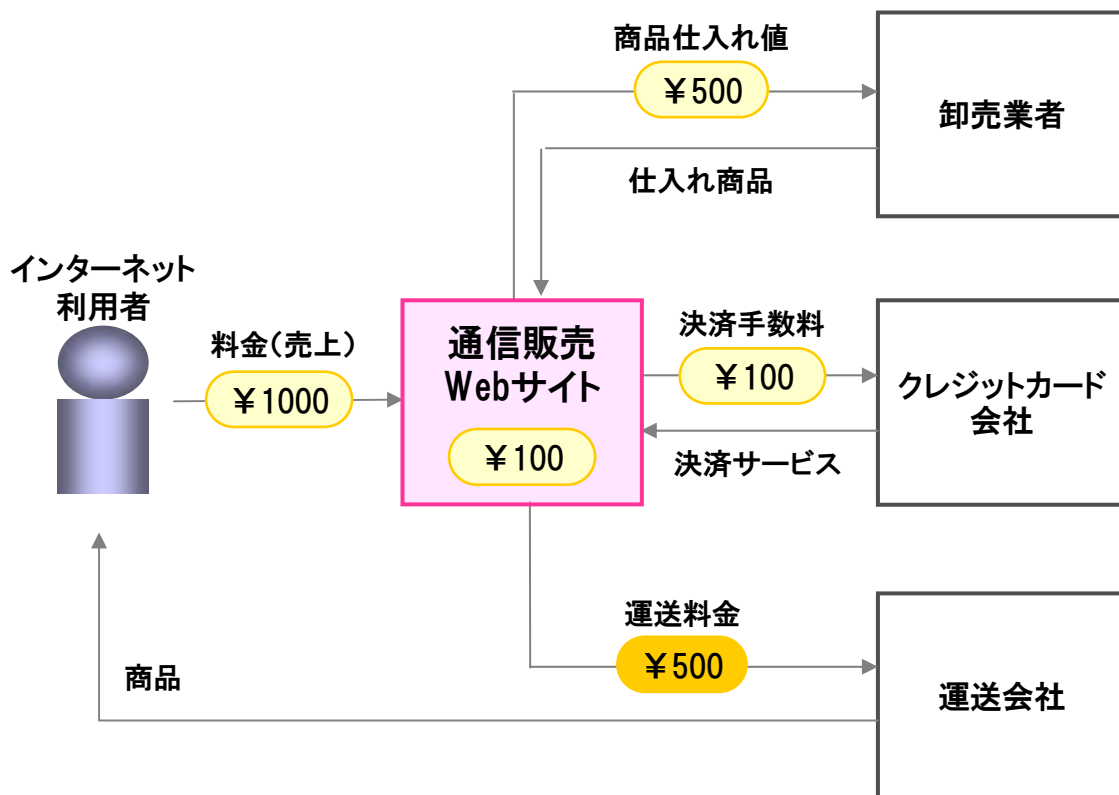 商品仕入れ値
￥500
卸売業者
仕入れ商品
インターネット
利用者
料金（売上）
￥1000
通信販売
Webサイト
￥100
決済手数料
￥100
クレジットカード
会社
決済サービス
運送料金
￥500
運送会社
商品